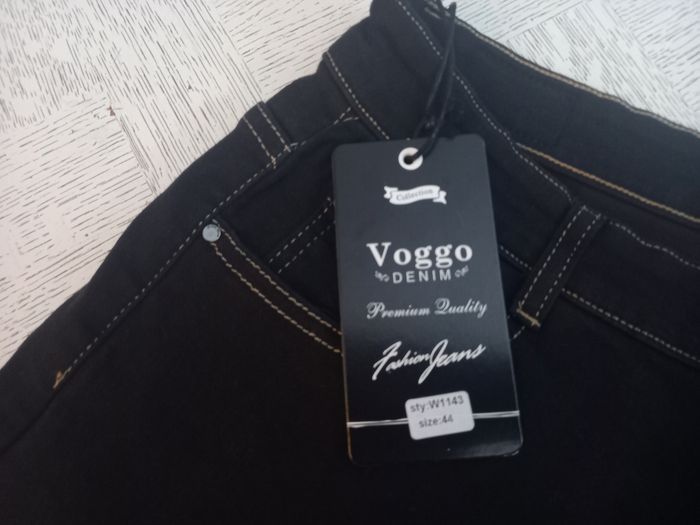 Collection
Voggo
DENIM
Premium Quality
Fashion Jeans
sty:W1143
size:44